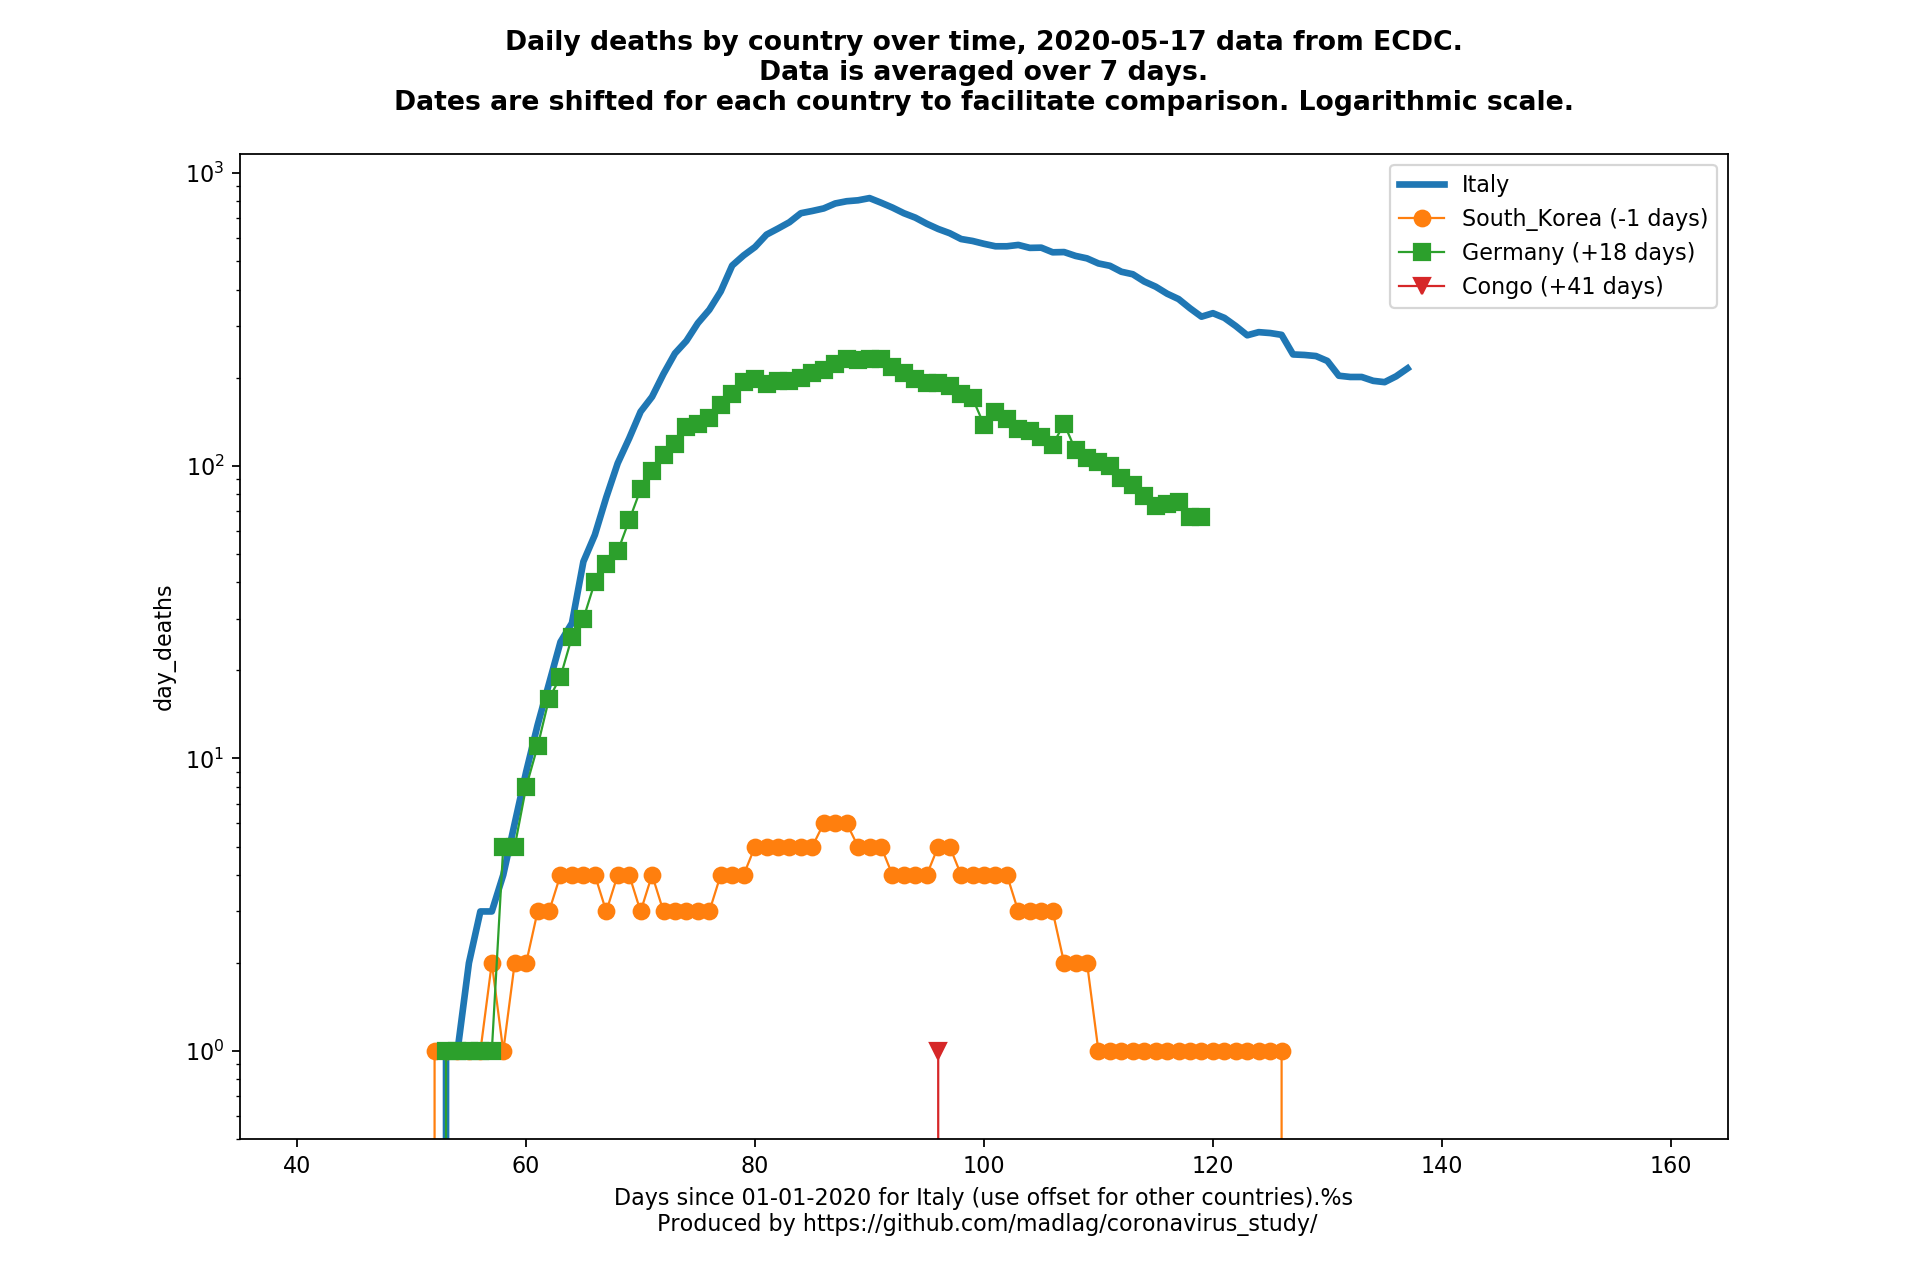 Daily deaths by country over time, 2020-05-17 data from ECDC.
Data is averaged over 7 days.
Dates are shifted for each country to facilitate comparison. Logarithmic scale.
10³
10²
10¹
10⁰
day_deaths
Italy
South_Korea (-1 days)
Germany (+18 days)
Congo (+41 days)
40 60 80 100 120 140 160
Days since 01-01-2020 for Italy (use offset for other countries).%s
Produced by https://github.com/madlag/coronavirus_study/